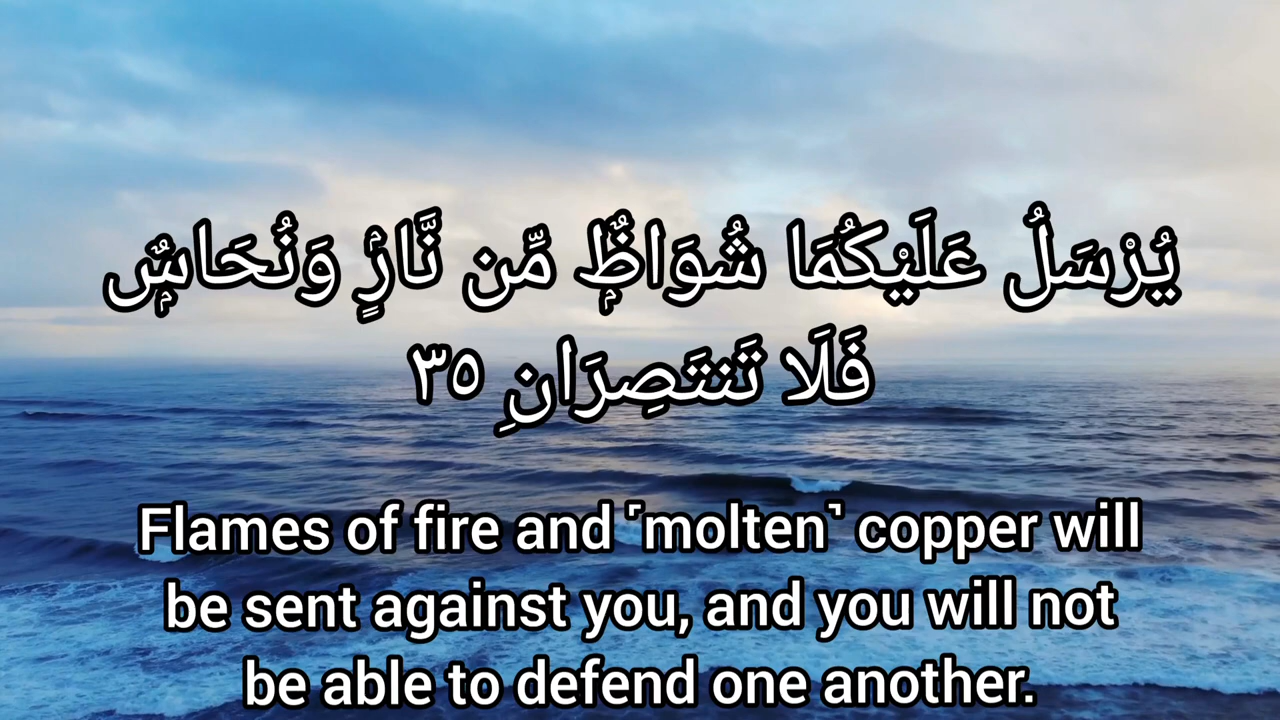 يُرْسَلُ عَلَيْكُمَا شُوَاظٌۭ مِّن نَّارٍۢ وَنُحَاسٌۭ
فَلَا تَنتَصِرَانِ ٣٥
Flames of fire and ˹molten˺ copper will
be sent against you, and you will not
be able to defend one another.